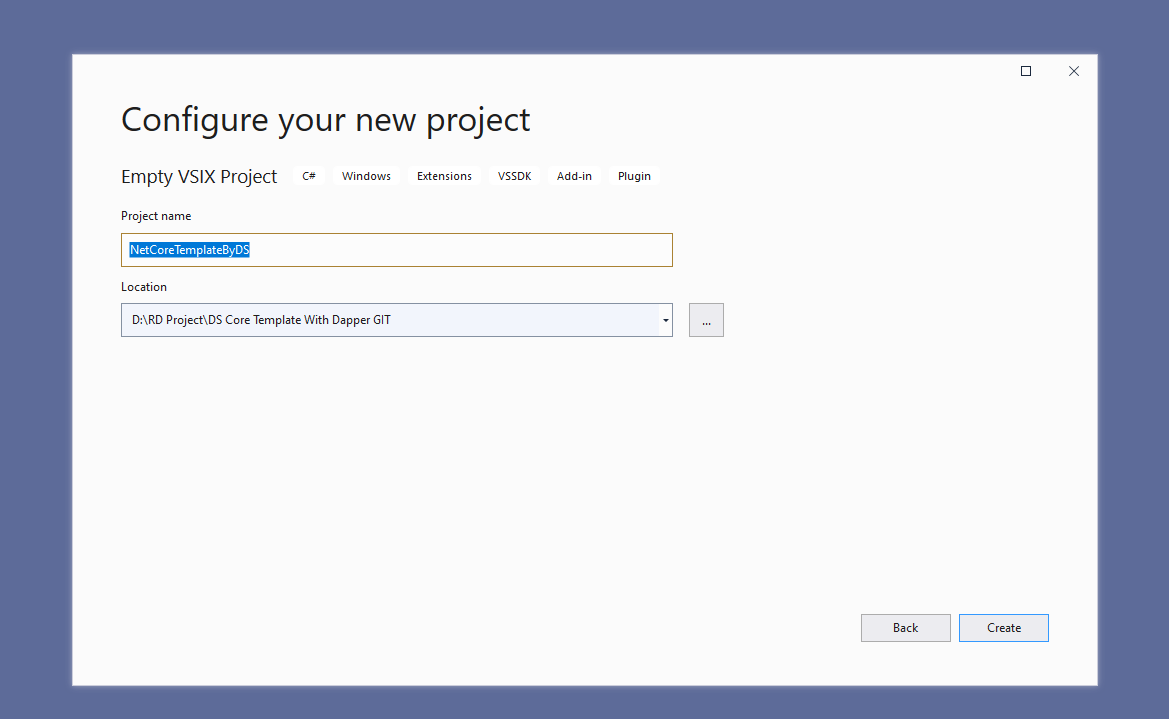 Configure your new project
Empty VSIX Project C# Windows Extensions VSSDK Add-in Plugin
Project name
NetCoreTemplateByDS
Location
D:\RD Project\DS Core Template With Dapper GIT
...
Back Create